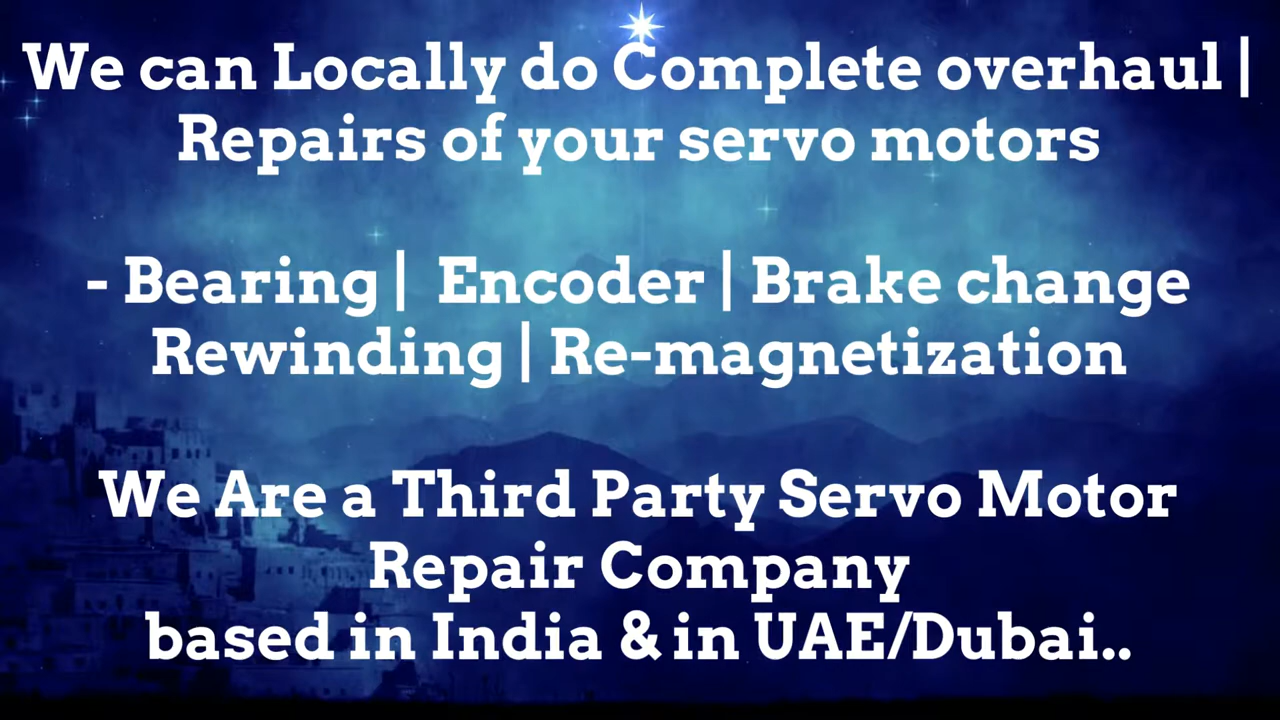 We can Locally do Complete overhaul |
Repairs of your servo motors
- Bearing | Encoder | Brake change
Rewinding | Re-magnetization
We Are a Third Party Servo Motor
Repair Company
based in India & in UAE/Dubai..